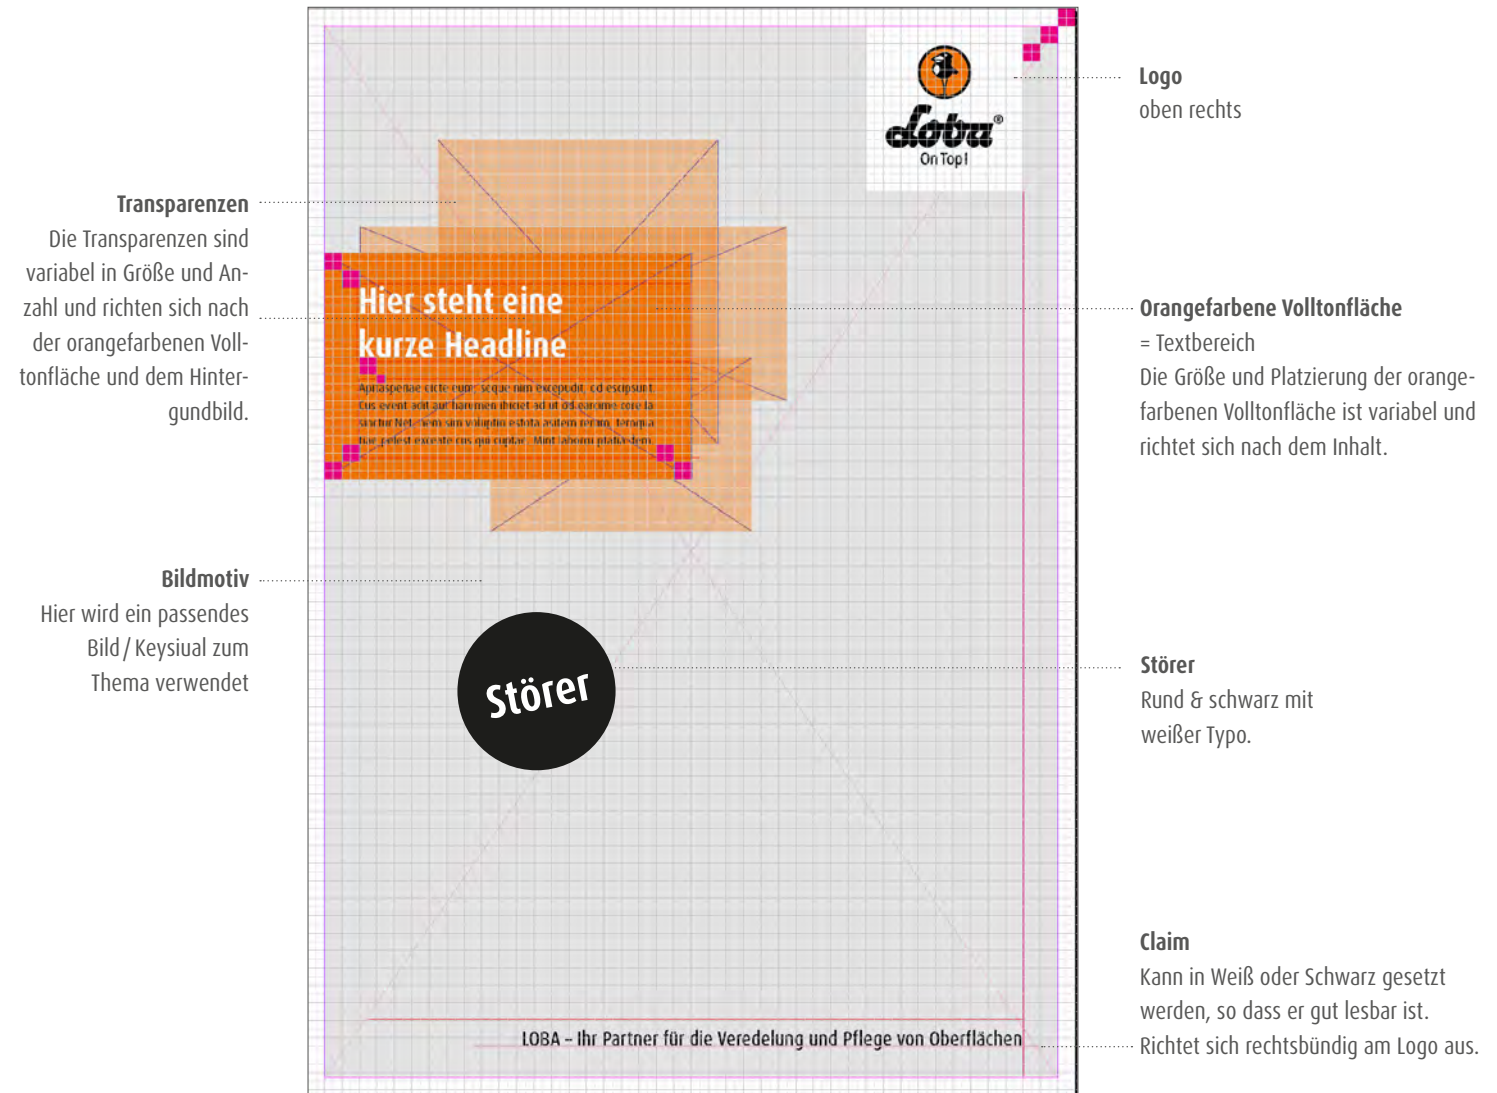 Logo
oben rechts
Loba®
On Top!
Transparenzen
Die Transparenzen sind
variabel in Größe und An-
zahl und richten sich nach
der orangefarbenen Voll-
tonfläche und dem Hinter-
gundbild.
Hier steht eine
kurze Headline
Orangefarbene Volltonfläche
= Textbereich
Die Größe und Platzierung der orange-
farbenen Volltonfläche ist variabel und
richtet sich nach dem Inhalt.
Bildmotiv
Hier wird ein passendes
Bild / Keysiual zum
Thema verwendet
Störer
Störer
Rund & schwarz mit
weißer Typo.
Claim
Kann in Weiß oder Schwarz gesetzt
werden, so dass er gut lesbar ist.
Richtet sich rechtsbündig am Logo aus.
LOBA – Ihr Partner für die Veredelung und Pflege von Oberflächen